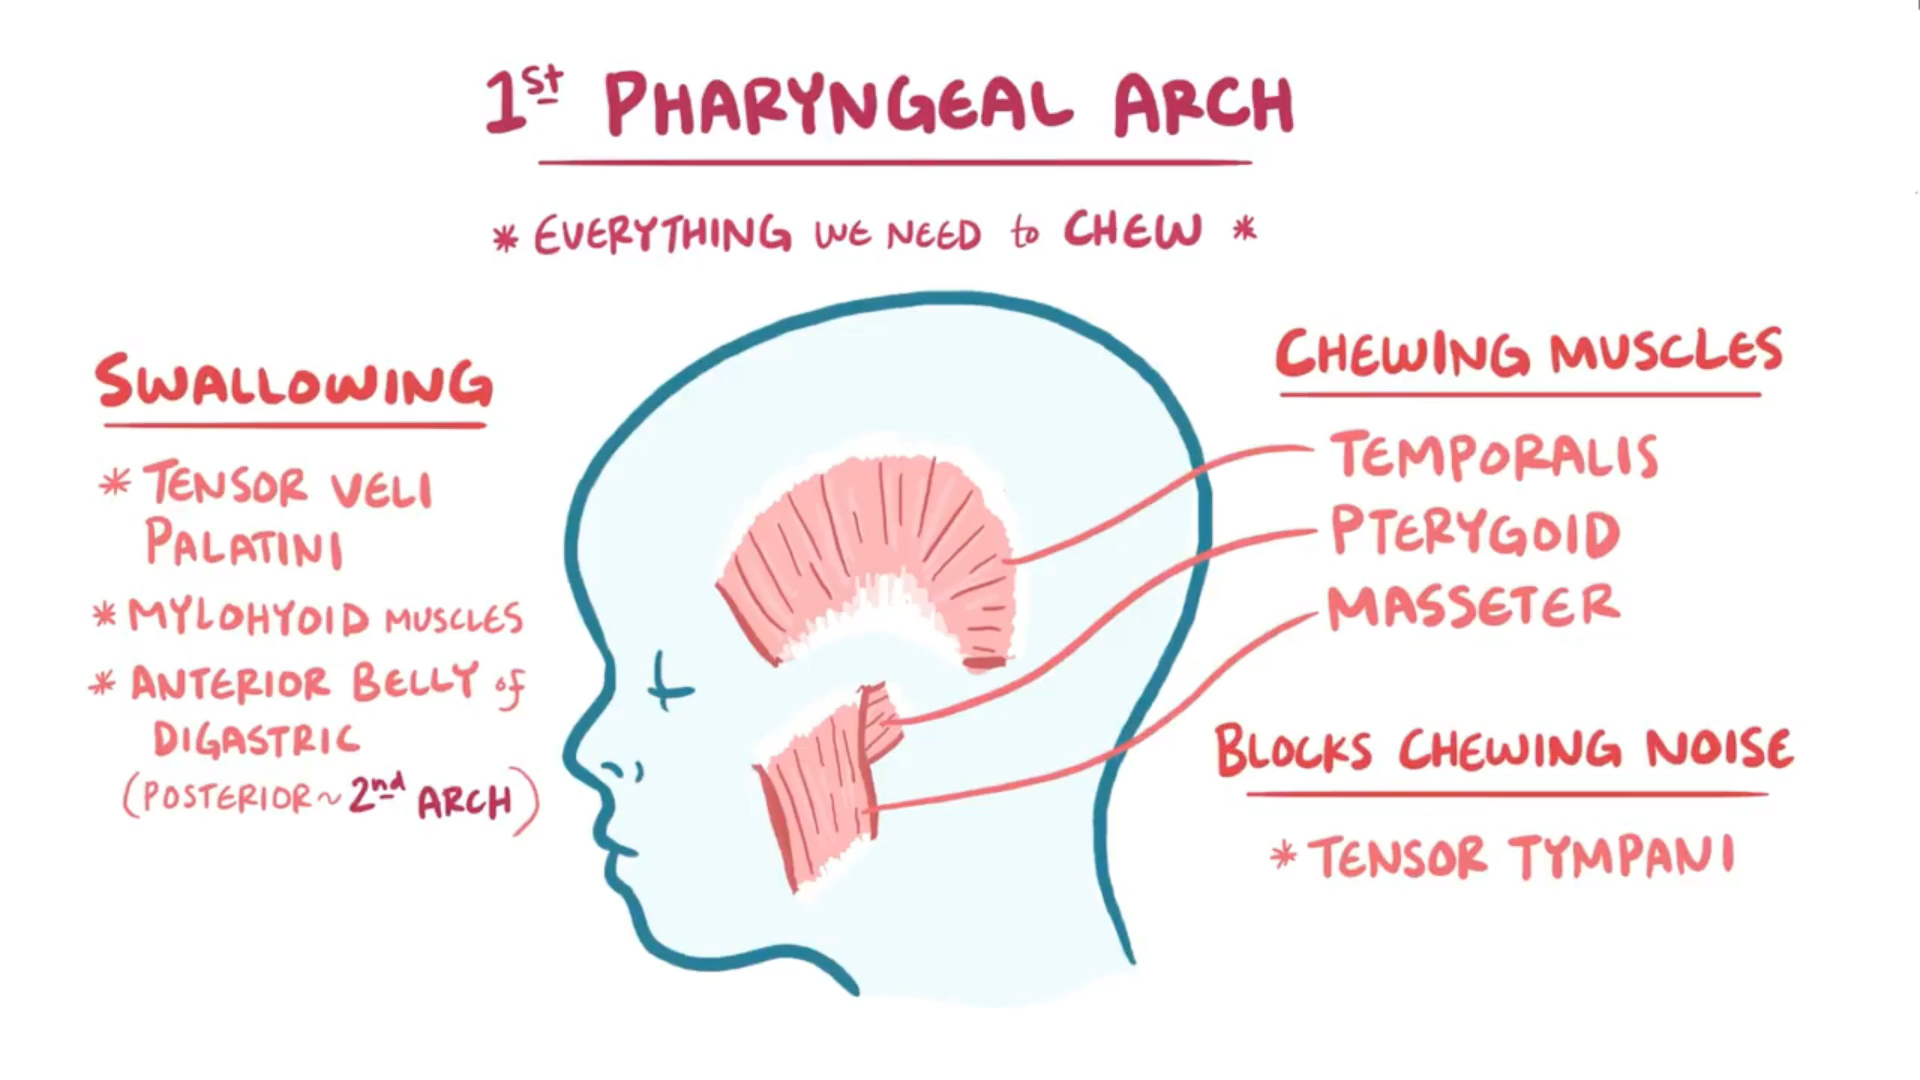 1st PHARYNGEAL ARCH
* EVERYTHING WE NEED to CHEW *
SWALLOWING
* TENSOR VELI
PALATINI
* MYLOHYOID MUSCLES
* ANTERIOR BELLY of
DIGASTRIC
(POSTERIOR ~ 2nd ARCH)
CHEWING MUSCLES
TEMPORALIS
PTERYGOID
MASSETER
BLOCKS CHEWING NOISE
* TENSOR TYMPANI